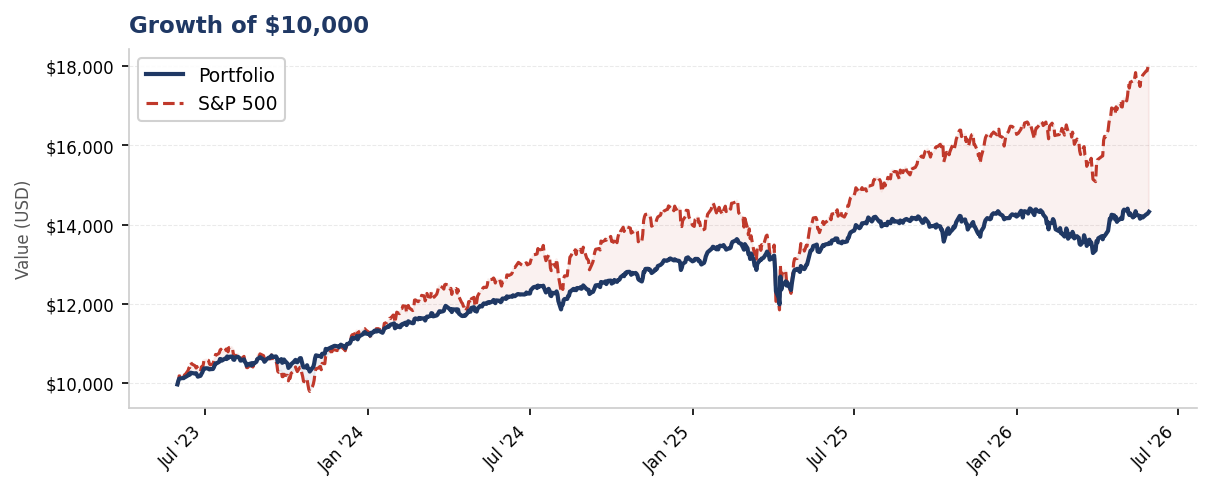 Growth of $10,000
Portfolio
S&P 500
Value (USD)
$18,000
$16,000
$14,000
$12,000
$10,000
Jul '23
Jan '24
Jul '24
Jan '25
Jul '25
Jan '26
Jul '26